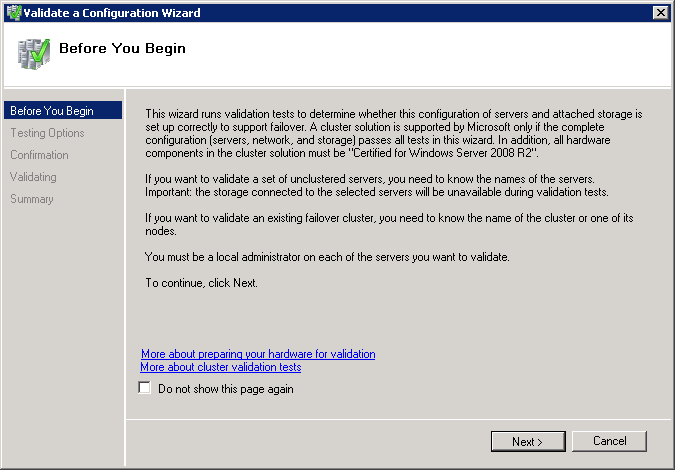 Validate a Configuration Wizard
Before You Begin
Before You Begin
Testing Options
Confirmation
Validating
Summary
This wizard runs validation tests to determine whether this configuration of servers and attached storage is
set up correctly to support failover. A cluster solution is supported by Microsoft only if the complete
configuration (servers, network, and storage) passes all tests in this wizard. In addition, all hardware
components in the cluster solution must be "Certified for Windows Server 2008 R2".
If you want to validate a set of unclustered servers, you need to know the names of the servers.
Important: the storage connected to the selected servers will be unavailable during validation tests.
If you want to validate an existing failover cluster, you need to know the name of the cluster or one of its
nodes.
You must be a local administrator on each of the servers you want to validate.
To continue, click Next.
More about preparing your hardware for validation
More about cluster validation tests
Do not show this page again
Next >
Cancel